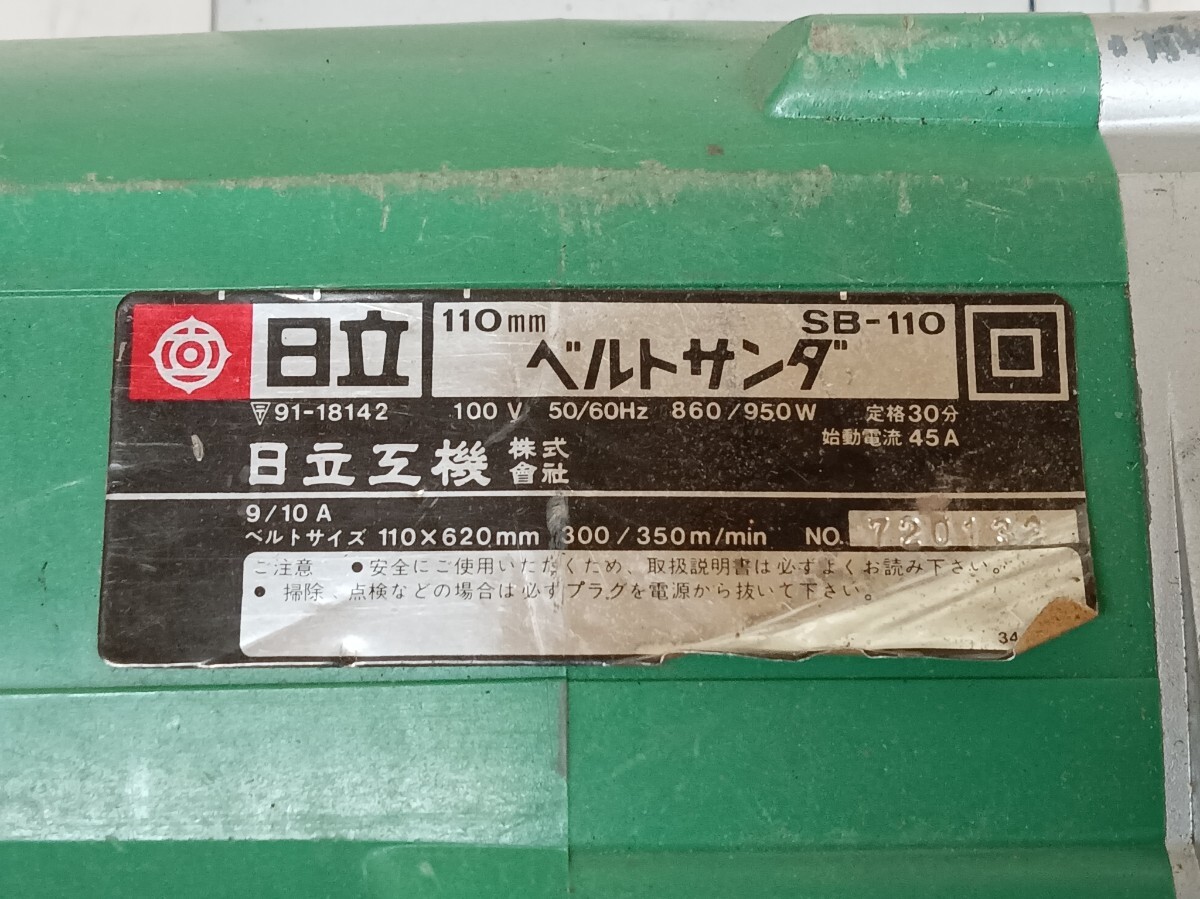 日立
110mm SB-110
ベルトサンダ
91-18142 100 V 50/60Hz 860/950W 定格30分
始動電流 45A
日立工機 株式會社
9/10 A
ベルトサイズ 110×620mm 300/350m/min NO. 720132
ご注意 ●安全にご使用いただくため、取扱説明書は必ずよくお読み下さい。
● 掃除、点検などの場合は必ずプラグを電源から抜いて下さい。
34